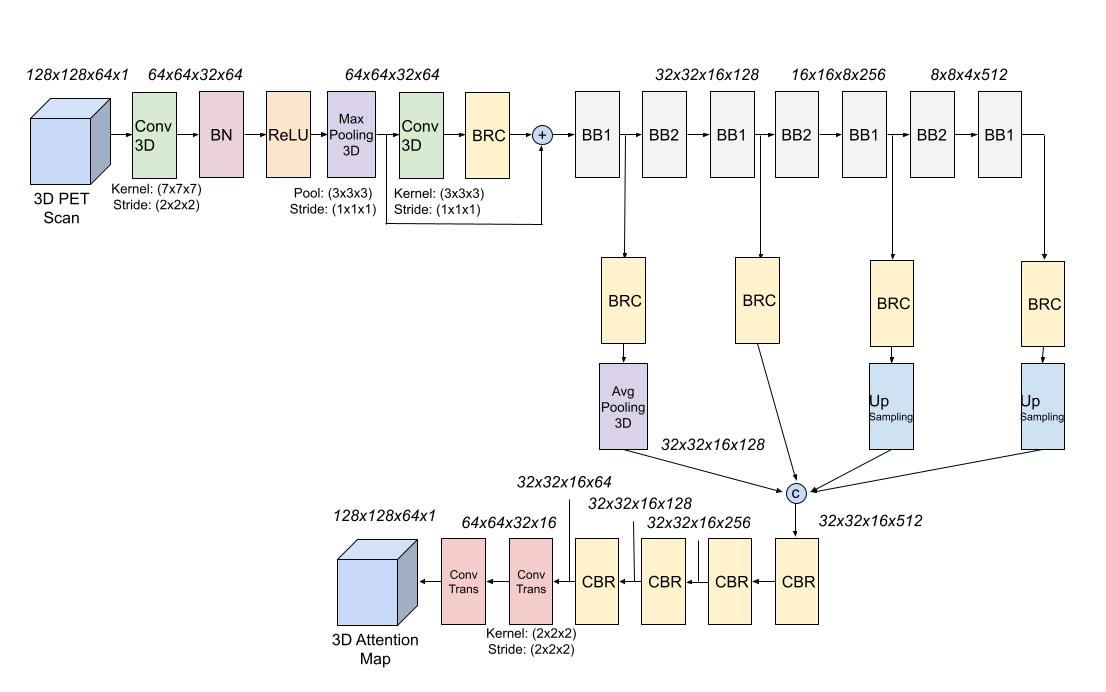 128x128x64x1
64x64x32x64
64x64x32x64
32x32x16x128
16x16x8x256
8x8x4x512
Conv
3D
BN
ReLU
Max
Pooling
3D
Conv
3D
BRC
+
BB1
BB2
BB1
BB2
BB1
BB2
BB1
3D PET
Scan
Kernel: (7x7x7)
Stride: (2x2x2)
Pool: (3x3x3)
Stride: (1x1x1)
Kernel: (3x3x3)
Stride: (1x1x1)
BRC
BRC
BRC
BRC
Avg
Pooling
3D
Up
Sampling
Up
Sampling
32x32x16x128
C
32x32x16x64
32x32x16x128
128x128x64x1
64x64x32x16
32x32x16x256
32x32x16x512
Conv
Trans
Conv
Trans
CBR
CBR
CBR
CBR
3D Attention
Map
Kernel: (2x2x2)
Stride: (2x2x2)